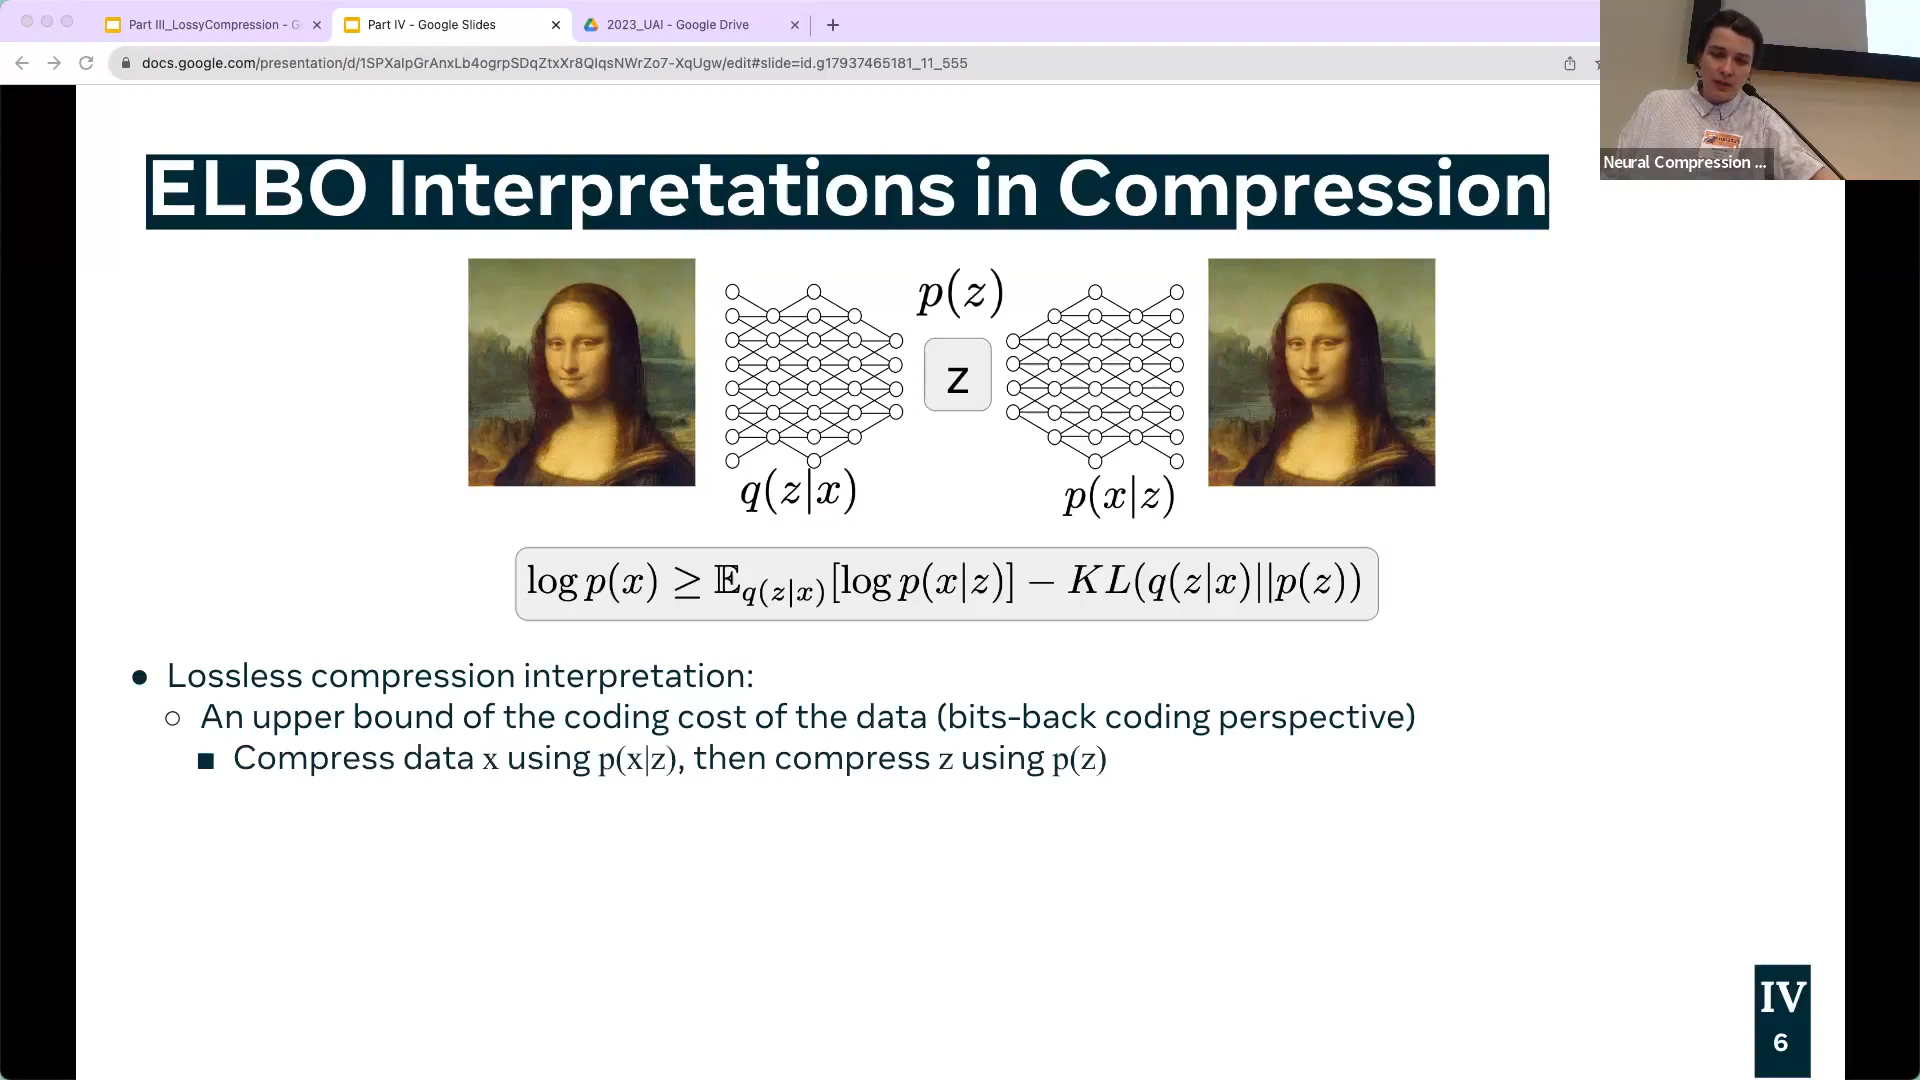 Part III_LossyCompression - G
Part IV - Google Slides
2023_UAI - Google Drive
docs.google.com/presentation/d/1SPXalpGrAnxLb4ogrpSDqZtxXr8QIqsNWrZo7-XqUgw/edit#slide=id.g17937465181_11_555
Neural Compression ...
ELBO Interpretations in Compression
p(z)
z
q(z|x)
p(x|z)
log p(x) ≥ 𝔼_{q(z|x)}[log p(x|z)] − KL(q(z|x)||p(z))
● Lossless compression interpretation:
○ An upper bound of the coding cost of the data (bits-back coding perspective)
■ Compress data x using p(x|z), then compress z using p(z)
IV
6